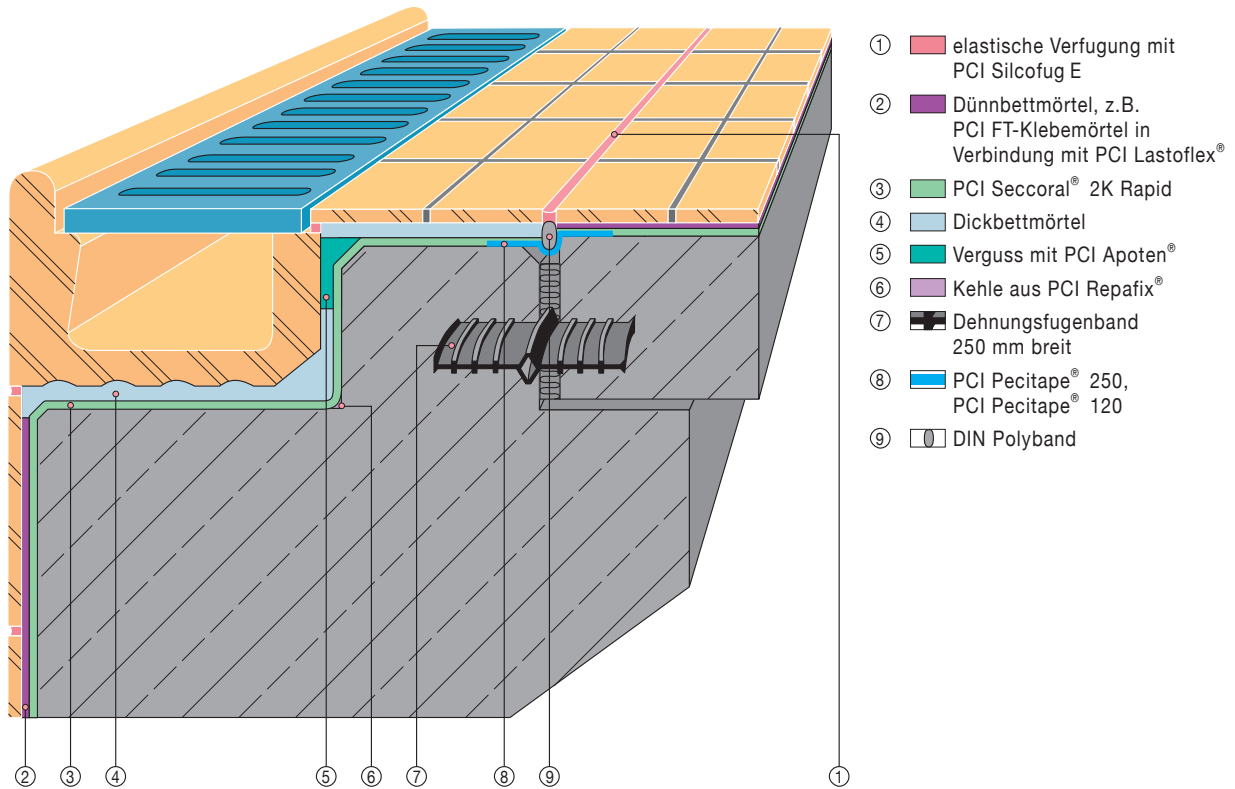 ① elastische Verfugung mit
PCI Silcofug E
② Dünnbettmörtel, z.B.
PCI FT-Klebemörtel in
Verbindung mit PCI Lastoflex®
③ PCI Seccoral® 2K Rapid
④ Dickbettmörtel
⑤ Verguss mit PCI Apoten®
⑥ Kehle aus PCI Repafix®
⑦ Dehnungsfugenband
250 mm breit
⑧ PCI Pecitape® 250,
PCI Pecitape® 120
⑨ DIN Polyband
② ③ ④ ⑤ ⑥ ⑦ ⑧ ⑨ ①